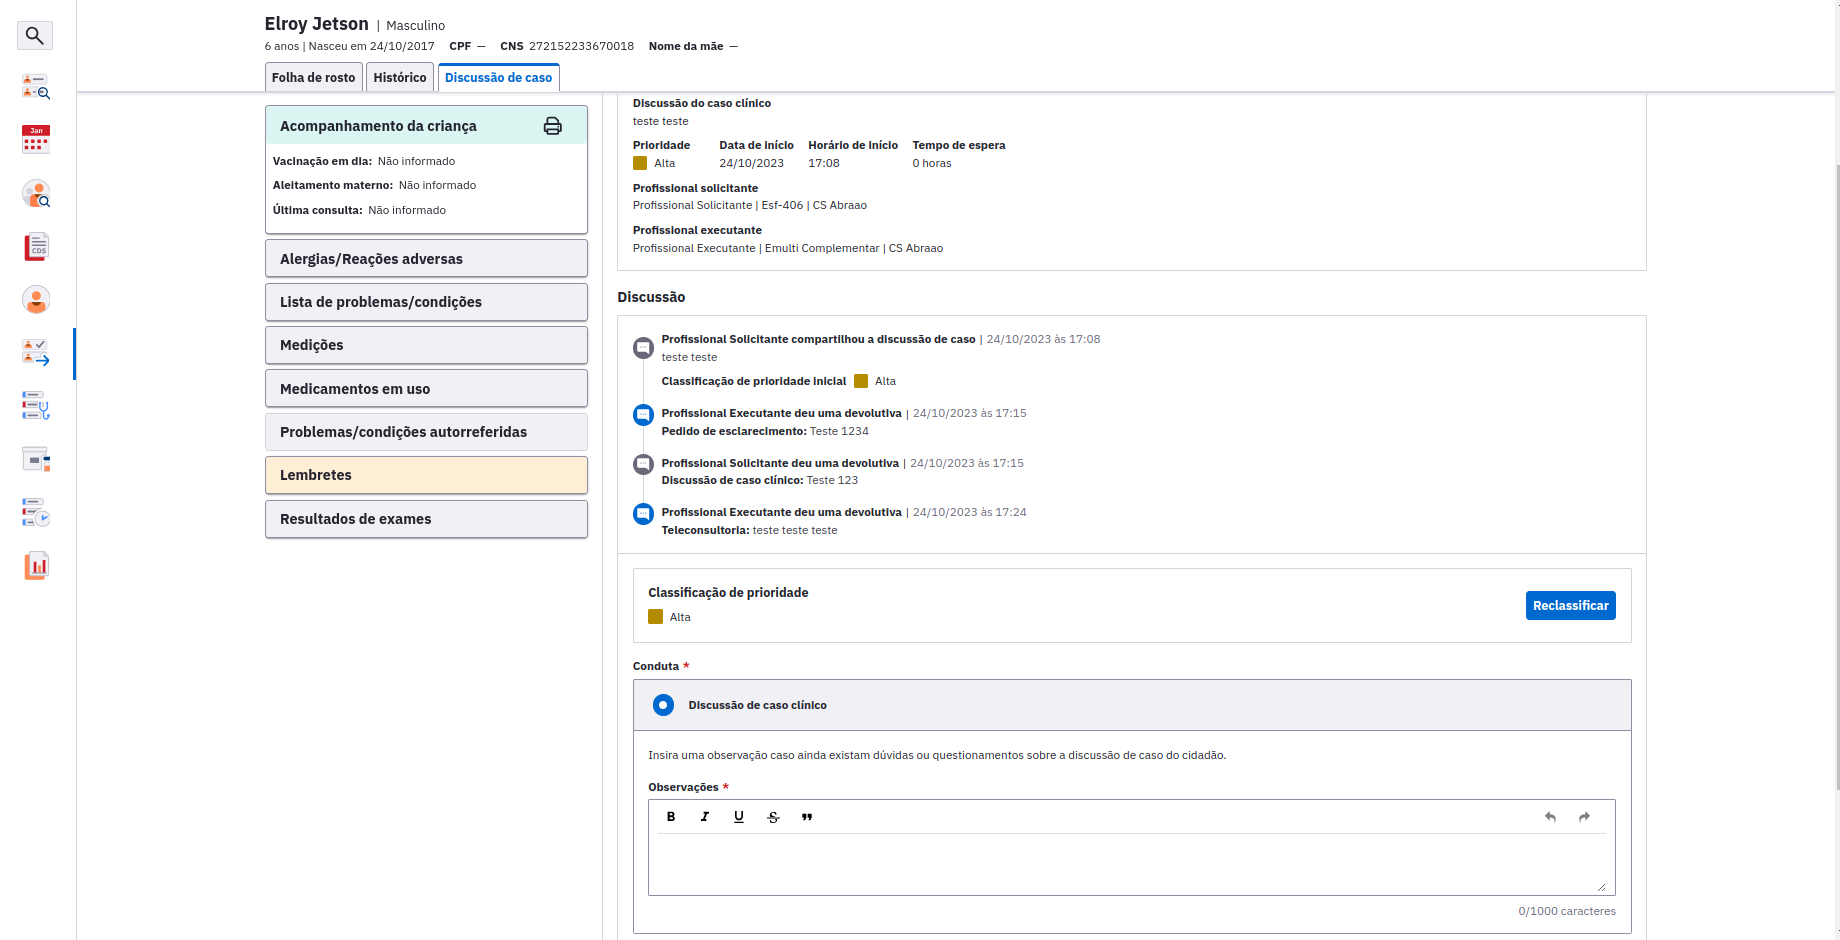 Elroy Jetson | Masculino
6 anos | Nasceu em 24/10/2017 CPF — CNS 272152233670018 Nome da mãe —
Folha de rosto Histórico Discussão de caso
Jan
CDS
Acompanhamento da criança
Vacinação em dia: Não informado
Aleitamento materno: Não informado
Última consulta: Não informado
Alergias/Reações adversas
Lista de problemas/condições
Medições
Medicamentos em uso
Problemas/condições autorreferidas
Lembretes
Resultados de exames
Discussão do caso clínico
teste teste
Prioridade Data de início Horário de início Tempo de espera
Alta 24/10/2023 17:08 0 horas
Profissional solicitante
Profissional Solicitante | Esf-406 | CS Abraao
Profissional executante
Profissional Executante | Emulti Complementar | CS Abraao
Discussão
Profissional Solicitante compartilhou a discussão de caso | 24/10/2023 às 17:08
teste teste
Classificação de prioridade inicial Alta
Profissional Executante deu uma devolutiva | 24/10/2023 às 17:15
Pedido de esclarecimento: Teste 1234
Profissional Solicitante deu uma devolutiva | 24/10/2023 às 17:15
Discussão de caso clínico: Teste 123
Profissional Executante deu uma devolutiva | 24/10/2023 às 17:24
Teleconsultoria: teste teste teste
Classificação de prioridade
Alta
Reclassificar
Conduta *
Discussão de caso clínico
Insira uma observação caso ainda existam dúvidas ou questionamentos sobre a discussão de caso do cidadão.
Observações *
B I U S "
0/1000 caracteres